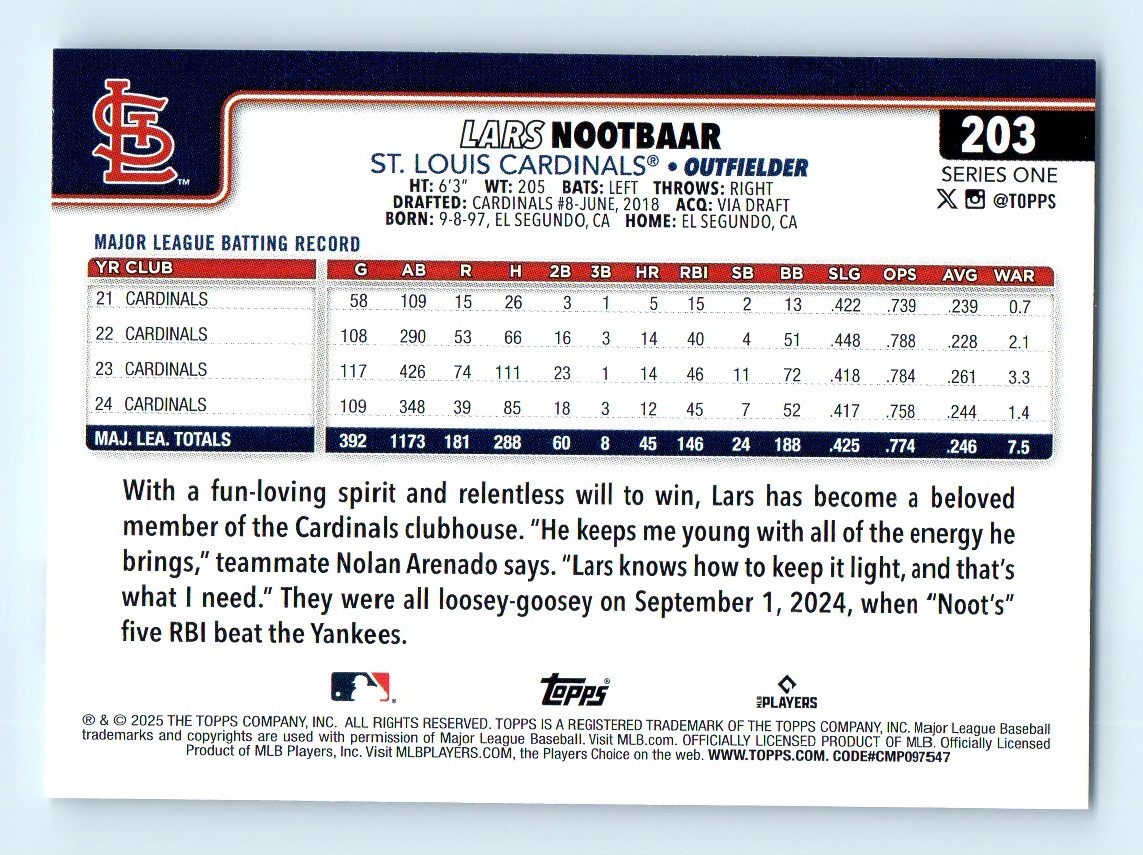 STL ™
LARS NOOTBAAR
203
ST. LOUIS CARDINALS® • OUTFIELDER
SERIES ONE
HT: 6'3" WT: 205 BATS: LEFT THROWS: RIGHT
@TOPPS
DRAFTED: CARDINALS #8-JUNE, 2018 ACQ: VIA DRAFT
BORN: 9-8-97, EL SEGUNDO, CA HOME: EL SEGUNDO, CA
MAJOR LEAGUE BATTING RECORD
YR CLUB G AB R H 2B 3B HR RBI SB BB SLG OPS AVG WAR
21 CARDINALS 58 109 15 26 3 1 5 15 2 13 .422 .739 .239 0.7
22 CARDINALS 108 290 53 66 16 3 14 40 4 51 .448 .788 .228 2.1
23 CARDINALS 117 426 74 111 23 1 14 46 11 72 .418 .784 .261 3.3
24 CARDINALS 109 348 39 85 18 3 12 45 7 52 .417 .758 .244 1.4
MAJ. LEA. TOTALS 392 1173 181 288 60 8 45 146 24 188 .425 .774 .246 7.5
With a fun-loving spirit and relentless will to win, Lars has become a beloved
member of the Cardinals clubhouse. "He keeps me young with all of the energy he
brings," teammate Nolan Arenado says. "Lars knows how to keep it light, and that's
what I need." They were all loosey-goosey on September 1, 2024, when "Noot's"
five RBI beat the Yankees.
Topps® MLB PLAYERS
® & © 2025 THE TOPPS COMPANY, INC. ALL RIGHTS RESERVED. TOPPS IS A REGISTERED TRADEMARK OF THE TOPPS COMPANY, INC. Major League Baseball
trademarks and copyrights are used with permission of Major League Baseball. Visit MLB.com. OFFICIALLY LICENSED PRODUCT OF MLB. Officially Licensed
Product of MLB Players, Inc. Visit MLBPLAYERS.COM, the Players Choice on the web. WWW.TOPPS.COM. CODE#CMP097547